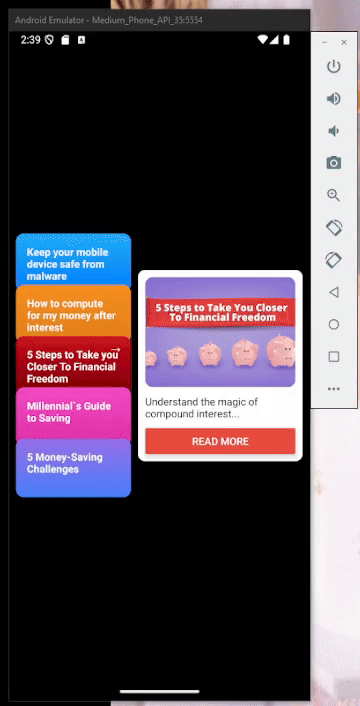 Android Emulator - Medium_Phone_API_35:5554
2:39
A
Keep your mobile
device safe from
malware
How to compute
for my money after
interest
5 Steps to Take you
Closer To Financial
Freedom
Millennial`s Guide
to Saving
5 Money-Saving
Challenges
5 Steps to Take You Closer
To Financial Freedom
Understand the magic of
compound interest...
READ MORE